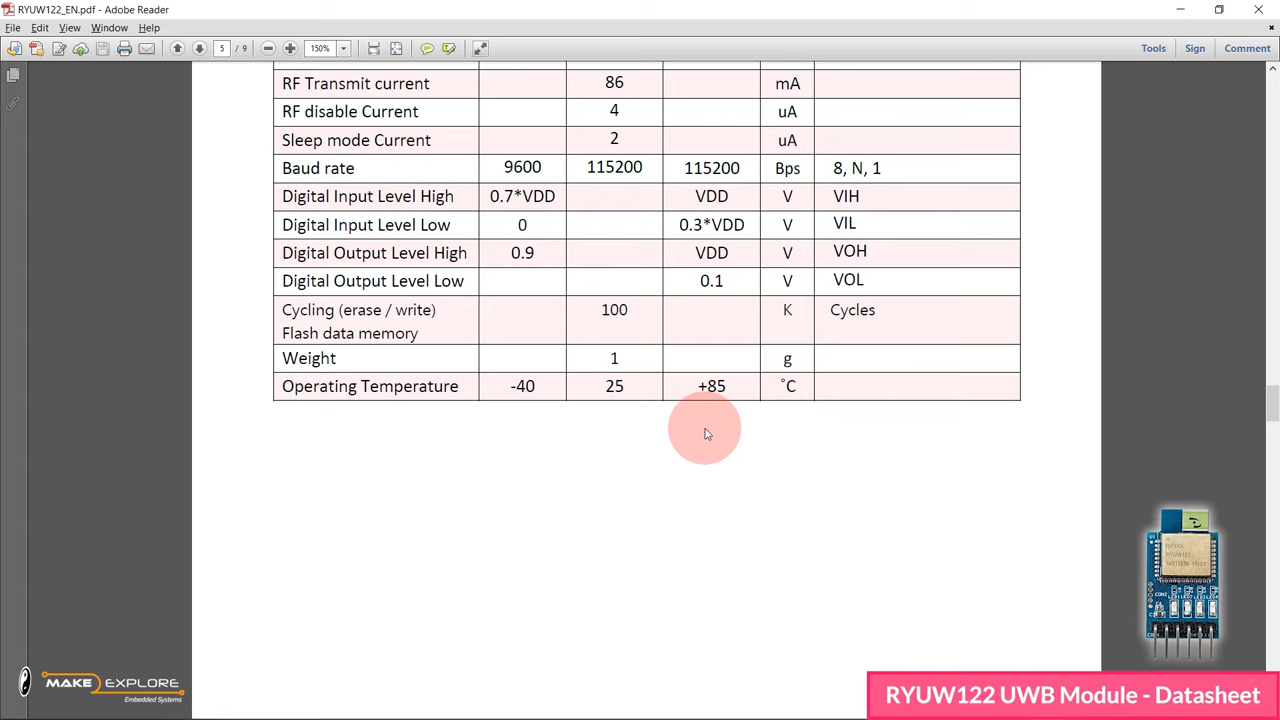 RYUW122_EN.pdf - Adobe Reader
File Edit View Window Help
5 / 9 150% Tools Sign Comment
RF Transmit current 86 mA
RF disable Current 4 uA
Sleep mode Current 2 uA
Baud rate 9600 115200 115200 Bps 8, N, 1
Digital Input Level High 0.7*VDD VDD V VIH
Digital Input Level Low 0 0.3*VDD V VIL
Digital Output Level High 0.9 VDD V VOH
Digital Output Level Low 0.1 V VOL
Cycling (erase / write) 100 K Cycles
Flash data memory
Weight 1 g
Operating Temperature -40 25 +85 ˚C
REYAX
RYUW122
MAKE2EXPLORE
Embedded Systems
RYUW122 UWB Module - Datasheet